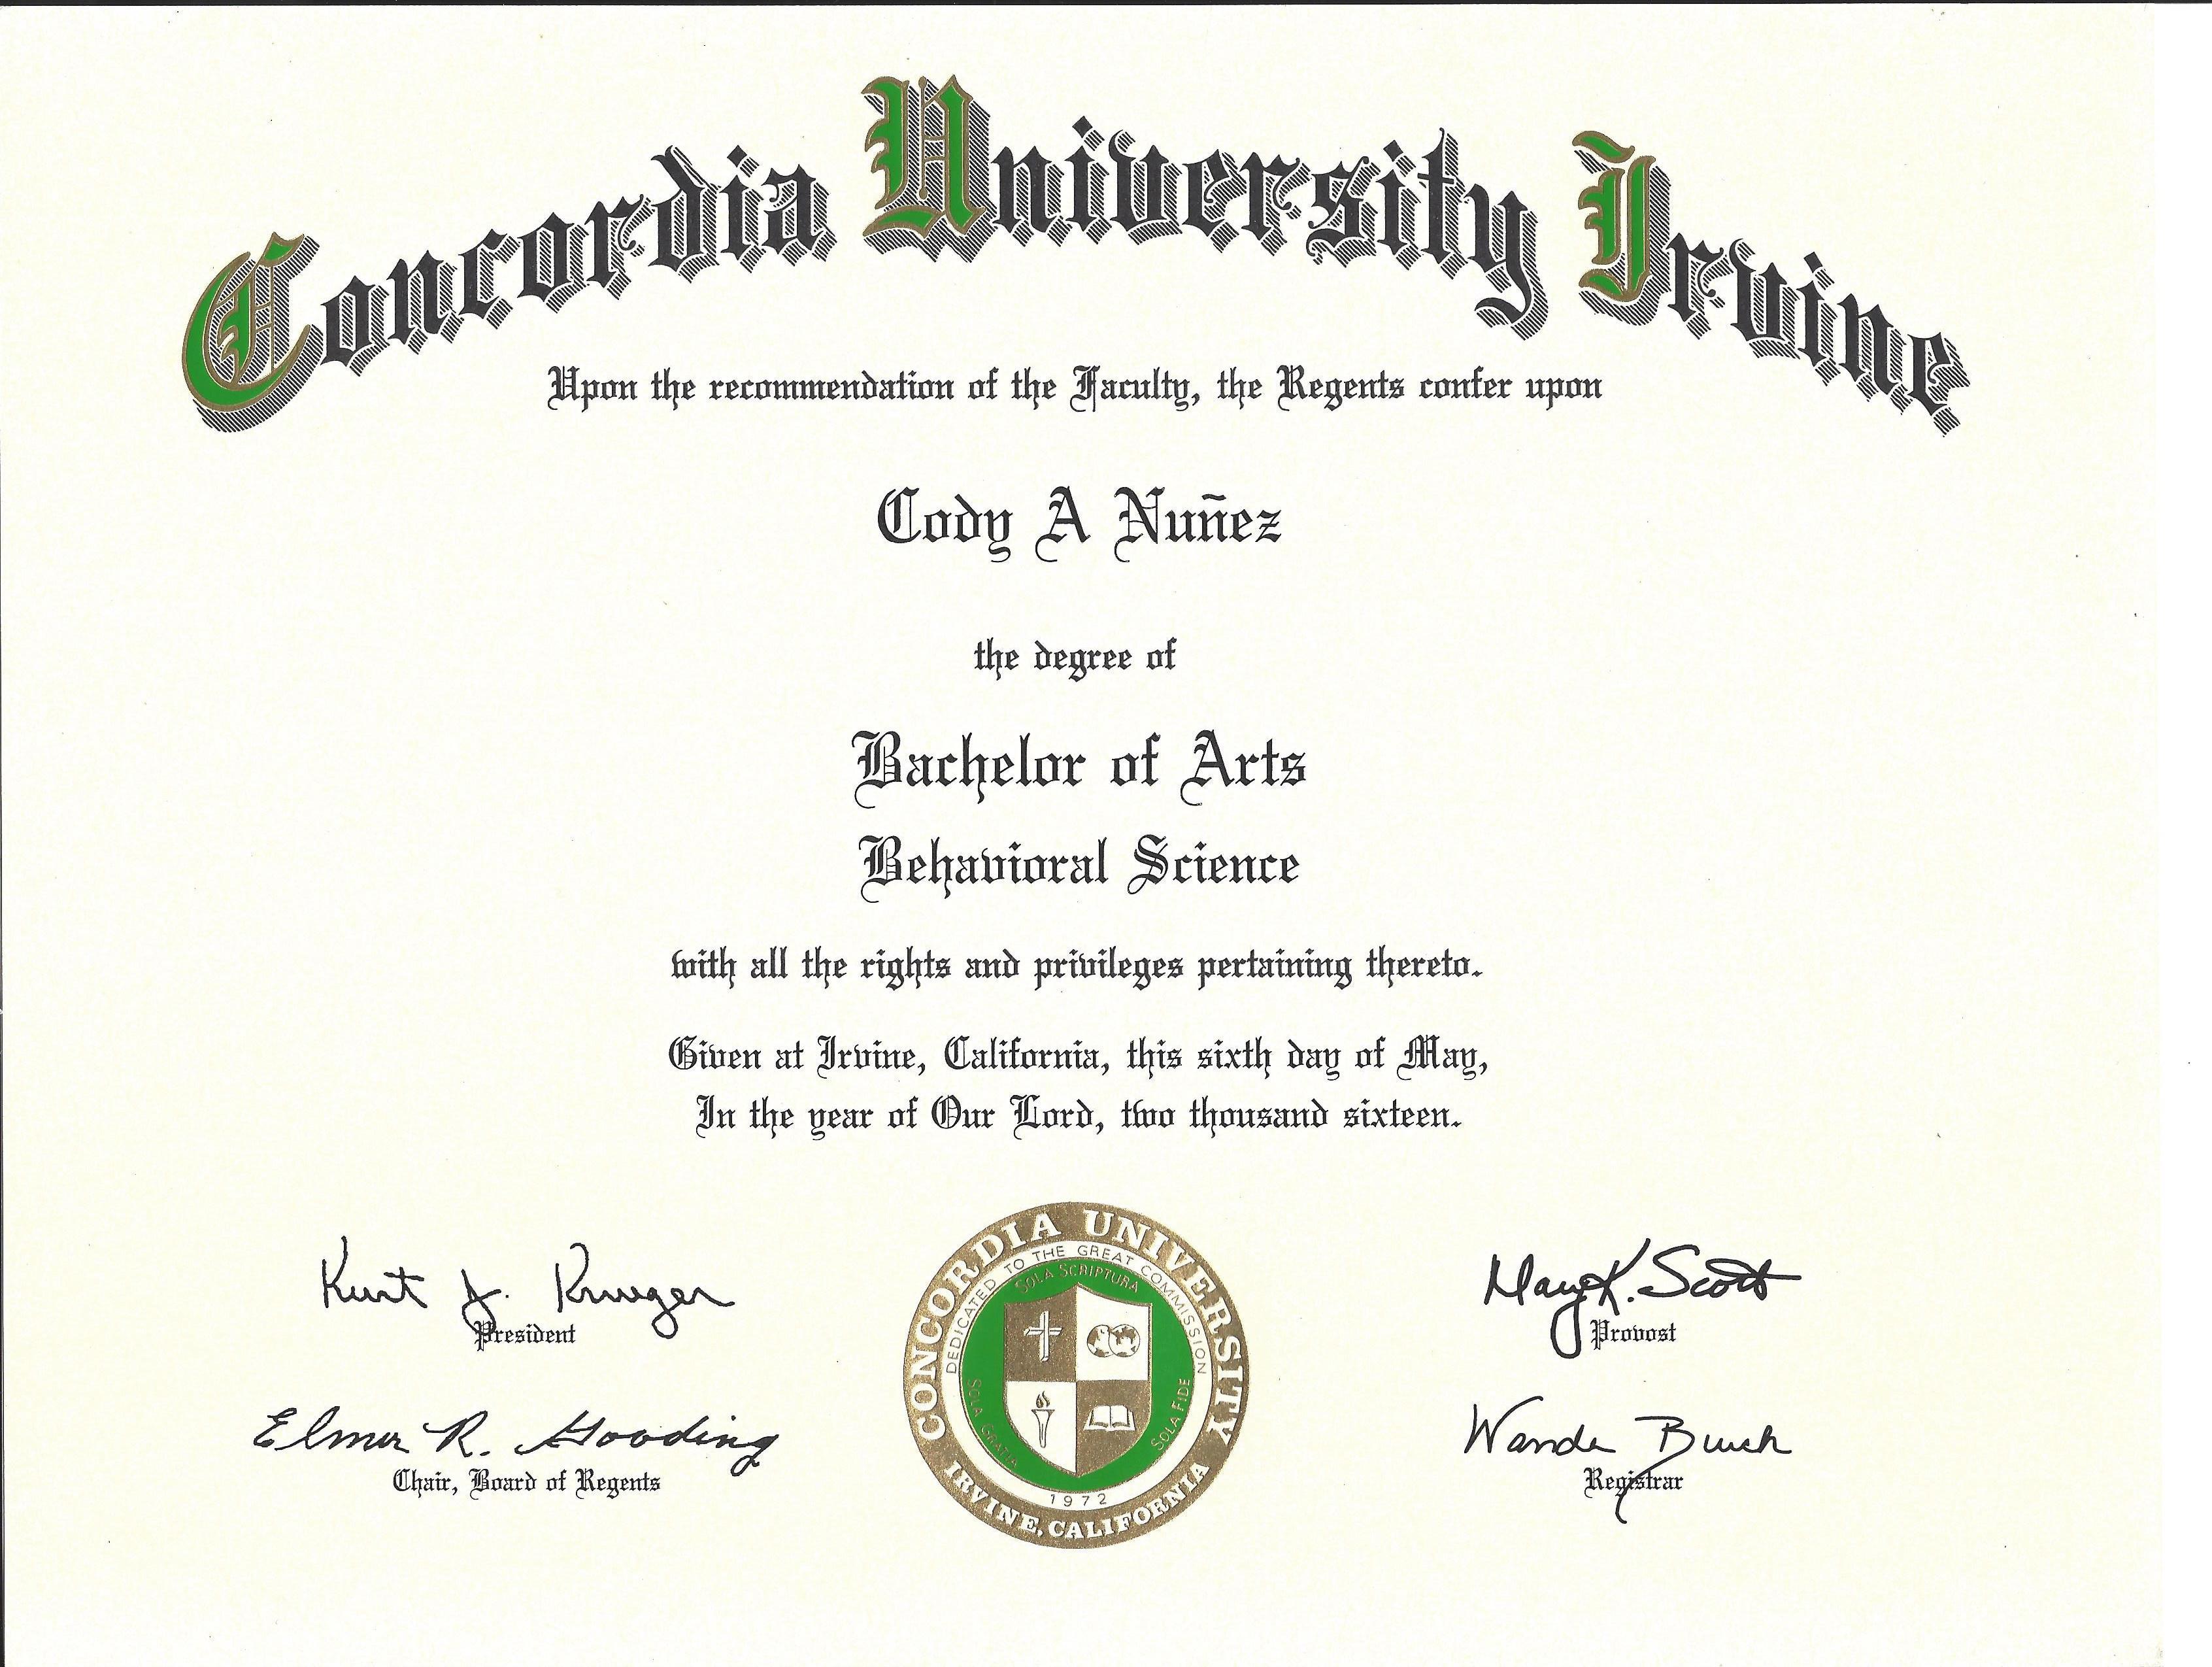 Concordia University Irvine
Upon the recommendation of the Faculty, the Regents confer upon
Cody A Nuñez
the degree of
Bachelor of Arts
Behavioral Science
with all the rights and privileges pertaining thereto.
Given at Irvine, California, this sixth day of May,
In the year of Our Lord, two thousand sixteen.
Kurt J. Krueger
President
Mary K. Scott
Provost
Elmer R. Gooding
Chair, Board of Regents
Wanda Burch
Registrar
CONCORDIA UNIVERSITY
DEDICATED TO THE GREAT COMMISSION
SOLA SCRIPTURA
SOLA GRATIA
SOLA FIDE
1972
IRVINE, CALIFORNIA